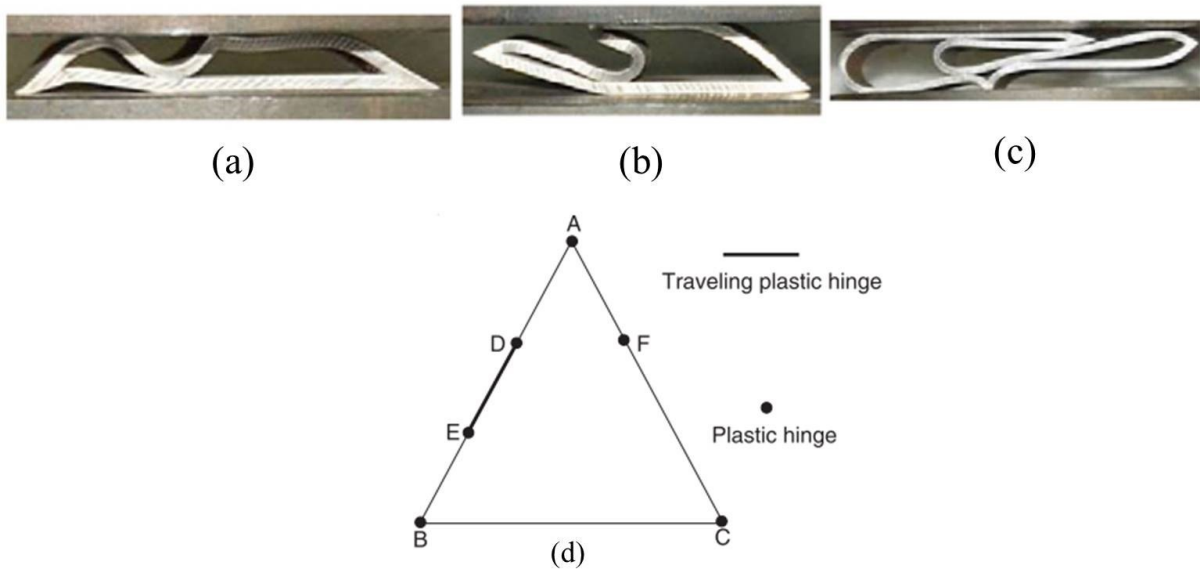 (a)
(b)
(c)
A
Traveling plastic hinge
D
F
E
Plastic hinge
B
C
(d)